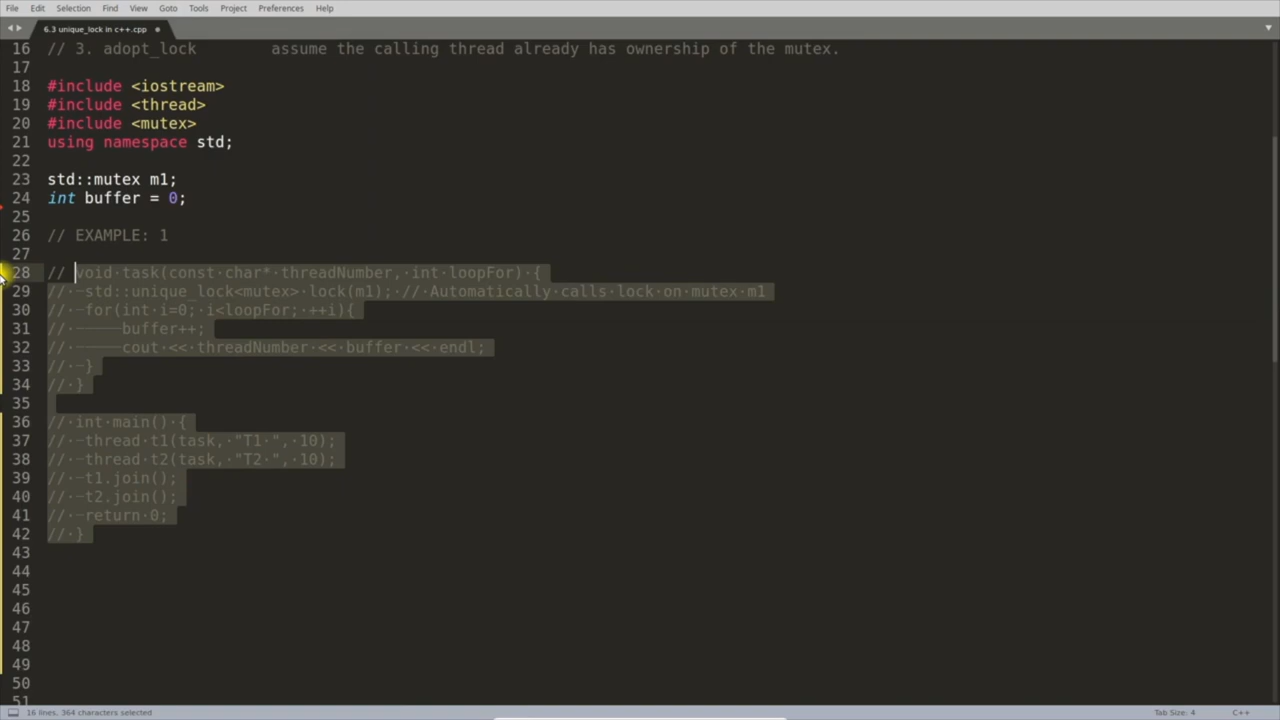 File Edit Selection Find View Goto Tools Project Preferences Help
6.3 unique_lock in c++.cpp
16 // 3. adopt_lock assume the calling thread already has ownership of the mutex.
17
18 #include <iostream>
19 #include <thread>
20 #include <mutex>
21 using namespace std;
22
23 std::mutex m1;
24 int buffer = 0;
25
26 // EXAMPLE: 1
27
28 // void task(const char* threadNumber, int loopFor) {
29 // std::unique_lock<mutex> lock(m1); // Automatically calls lock on mutex m1
30 // for(int i=0; i<loopFor; ++i){
31 // buffer++;
32 // cout << threadNumber << buffer << endl;
33 // }
34 // }
35
36 // int main() {
37 // thread t1(task, "T1 ", 10);
38 // thread t2(task, "T2 ", 10);
39 // t1.join();
40 // t2.join();
41 // return 0;
42 // }
43
44
45
46
47
48
49
50
51
16 lines, 364 characters selected Tab Size: 4 C++